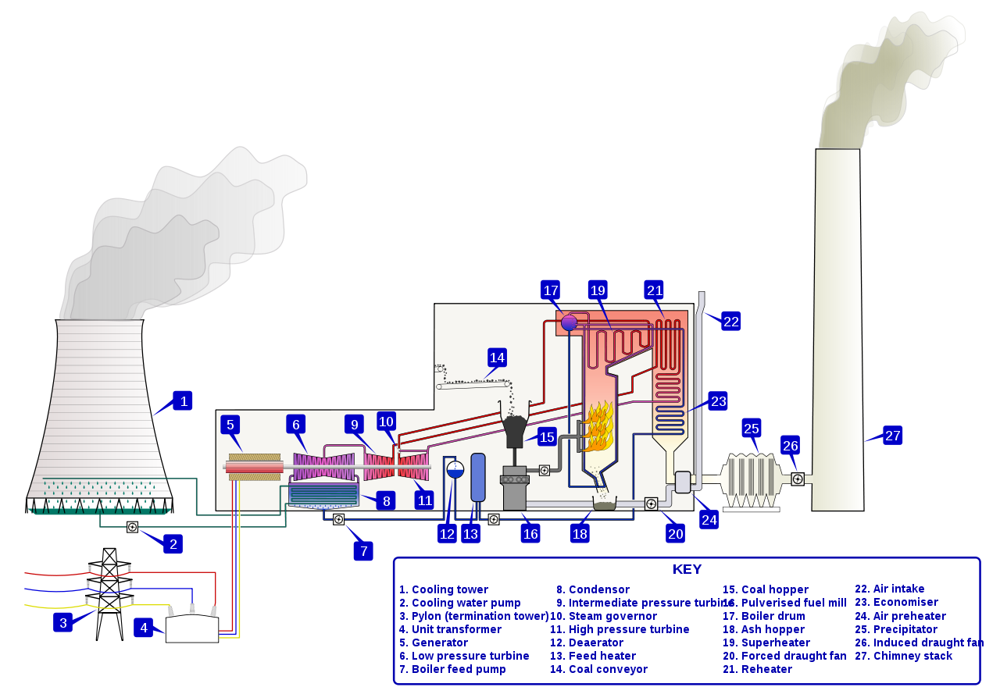 17
19
21
22
14
1
23
5
6
9
10
15
25
26
27
8
11
2
7
12
13
16
18
20
24
3
4
KEY
1. Cooling tower
2. Cooling water pump
3. Pylon (termination tower)
4. Unit transformer
5. Generator
6. Low pressure turbine
7. Boiler feed pump
8. Condensor
9. Intermediate pressure turbine
10. Steam governor
11. High pressure turbine
12. Deaerator
13. Feed heater
14. Coal conveyor
15. Coal hopper
16. Pulverised fuel mill
17. Boiler drum
18. Ash hopper
19. Superheater
20. Forced draught fan
21. Reheater
22. Air intake
23. Economiser
24. Air preheater
25. Precipitator
26. Induced draught fan
27. Chimney stack